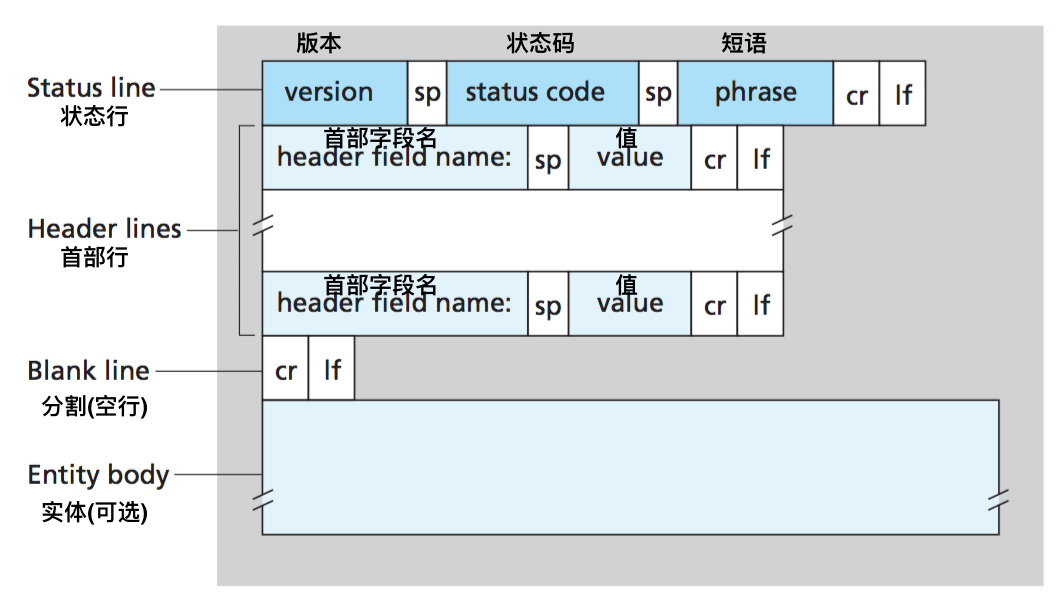 版本 状态码 短语
Status line version sp status code sp phrase cr lf
状态行
首部字段名 值
header field name: sp value cr lf
Header lines
首部行
首部字段名 值
header field name: sp value cr lf
Blank line cr lf
分割(空行)
Entity body
实体(可选)